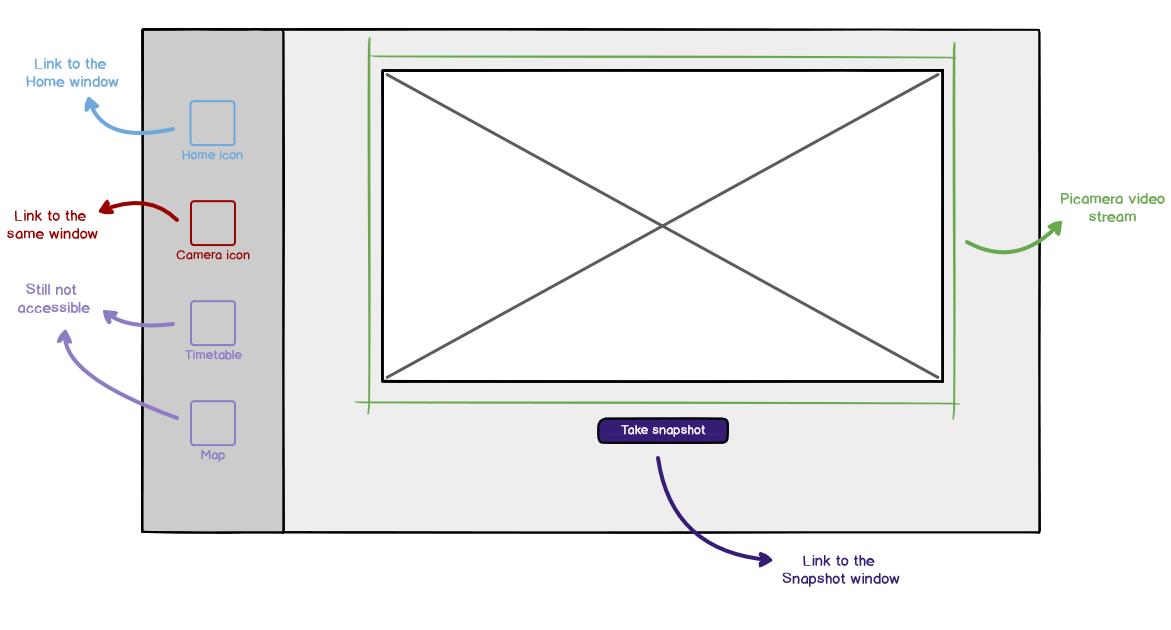 Link to the
Home window
Home icon
Link to the
same window
Camera icon
Still not
accessible
Timetable
Map
Picamera video
stream
Take snapshot
Link to the
Snapshot window